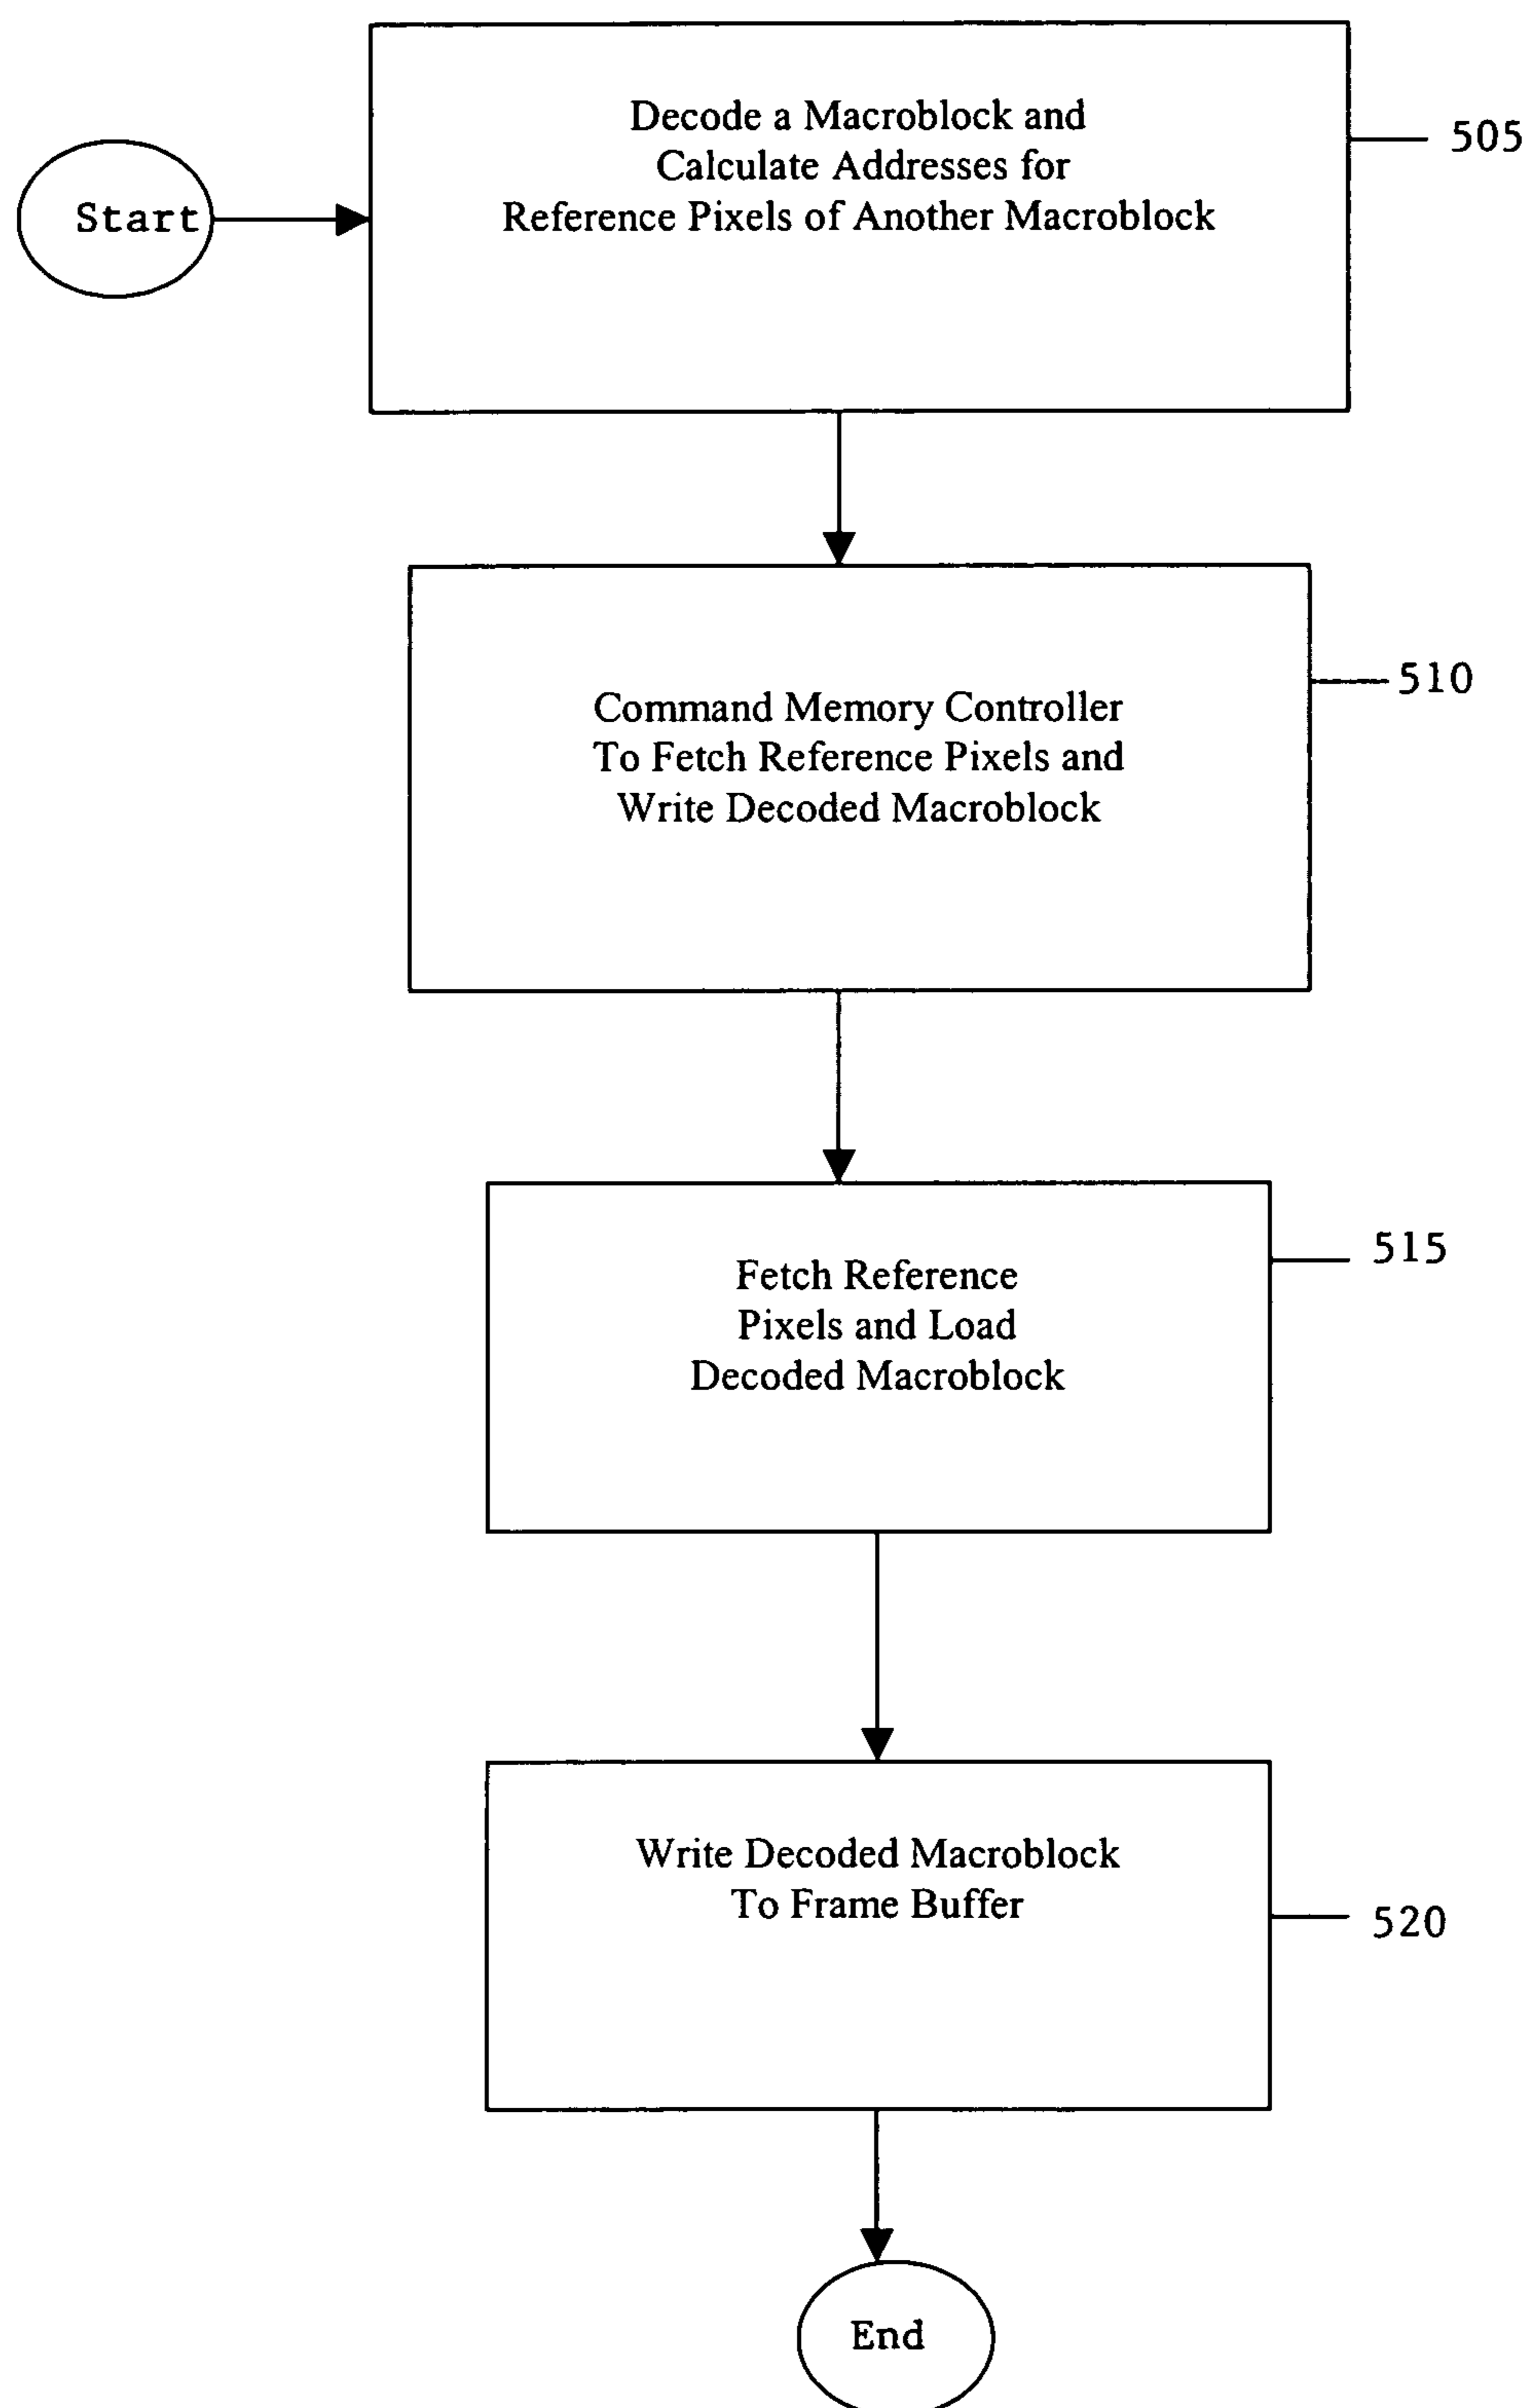 Start
Decode a Macroblock and
Calculate Addresses for
Reference Pixels of Another Macroblock
505
Command Memory Controller
To Fetch Reference Pixels and
Write Decoded Macroblock
510
Fetch Reference
Pixels and Load
Decoded Macroblock
515
Write Decoded Macroblock
To Frame Buffer
520
End